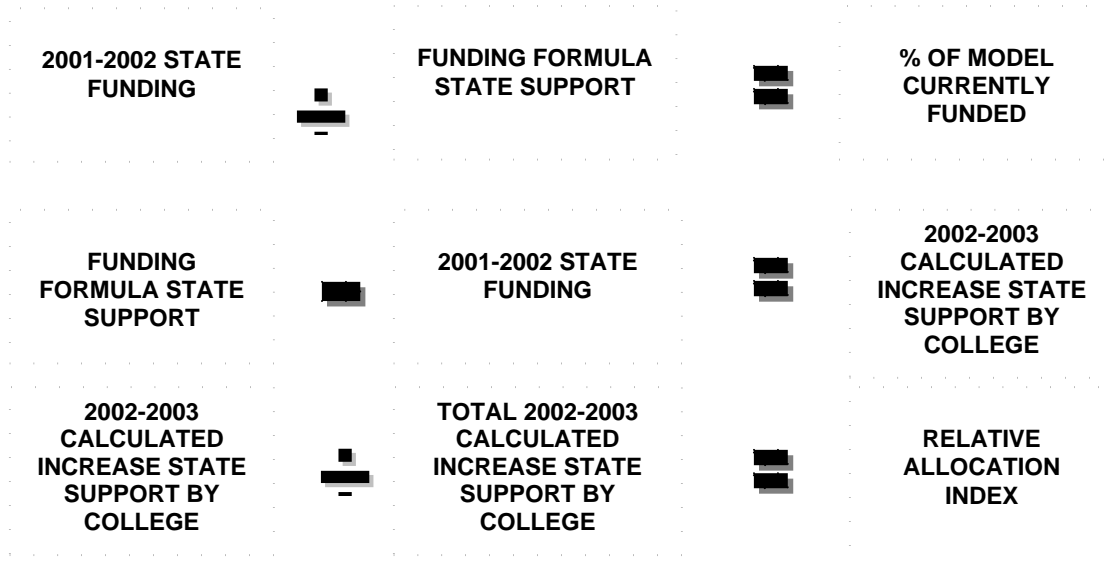 2001-2002 STATE
FUNDING
÷
FUNDING FORMULA
STATE SUPPORT
=
% OF MODEL
CURRENTLY
FUNDED
FUNDING
FORMULA STATE
SUPPORT
-
2001-2002 STATE
FUNDING
=
2002-2003
CALCULATED
INCREASE STATE
SUPPORT BY
COLLEGE
2002-2003
CALCULATED
INCREASE STATE
SUPPORT BY
COLLEGE
÷
TOTAL 2002-2003
CALCULATED
INCREASE STATE
SUPPORT BY
COLLEGE
=
RELATIVE
ALLOCATION
INDEX